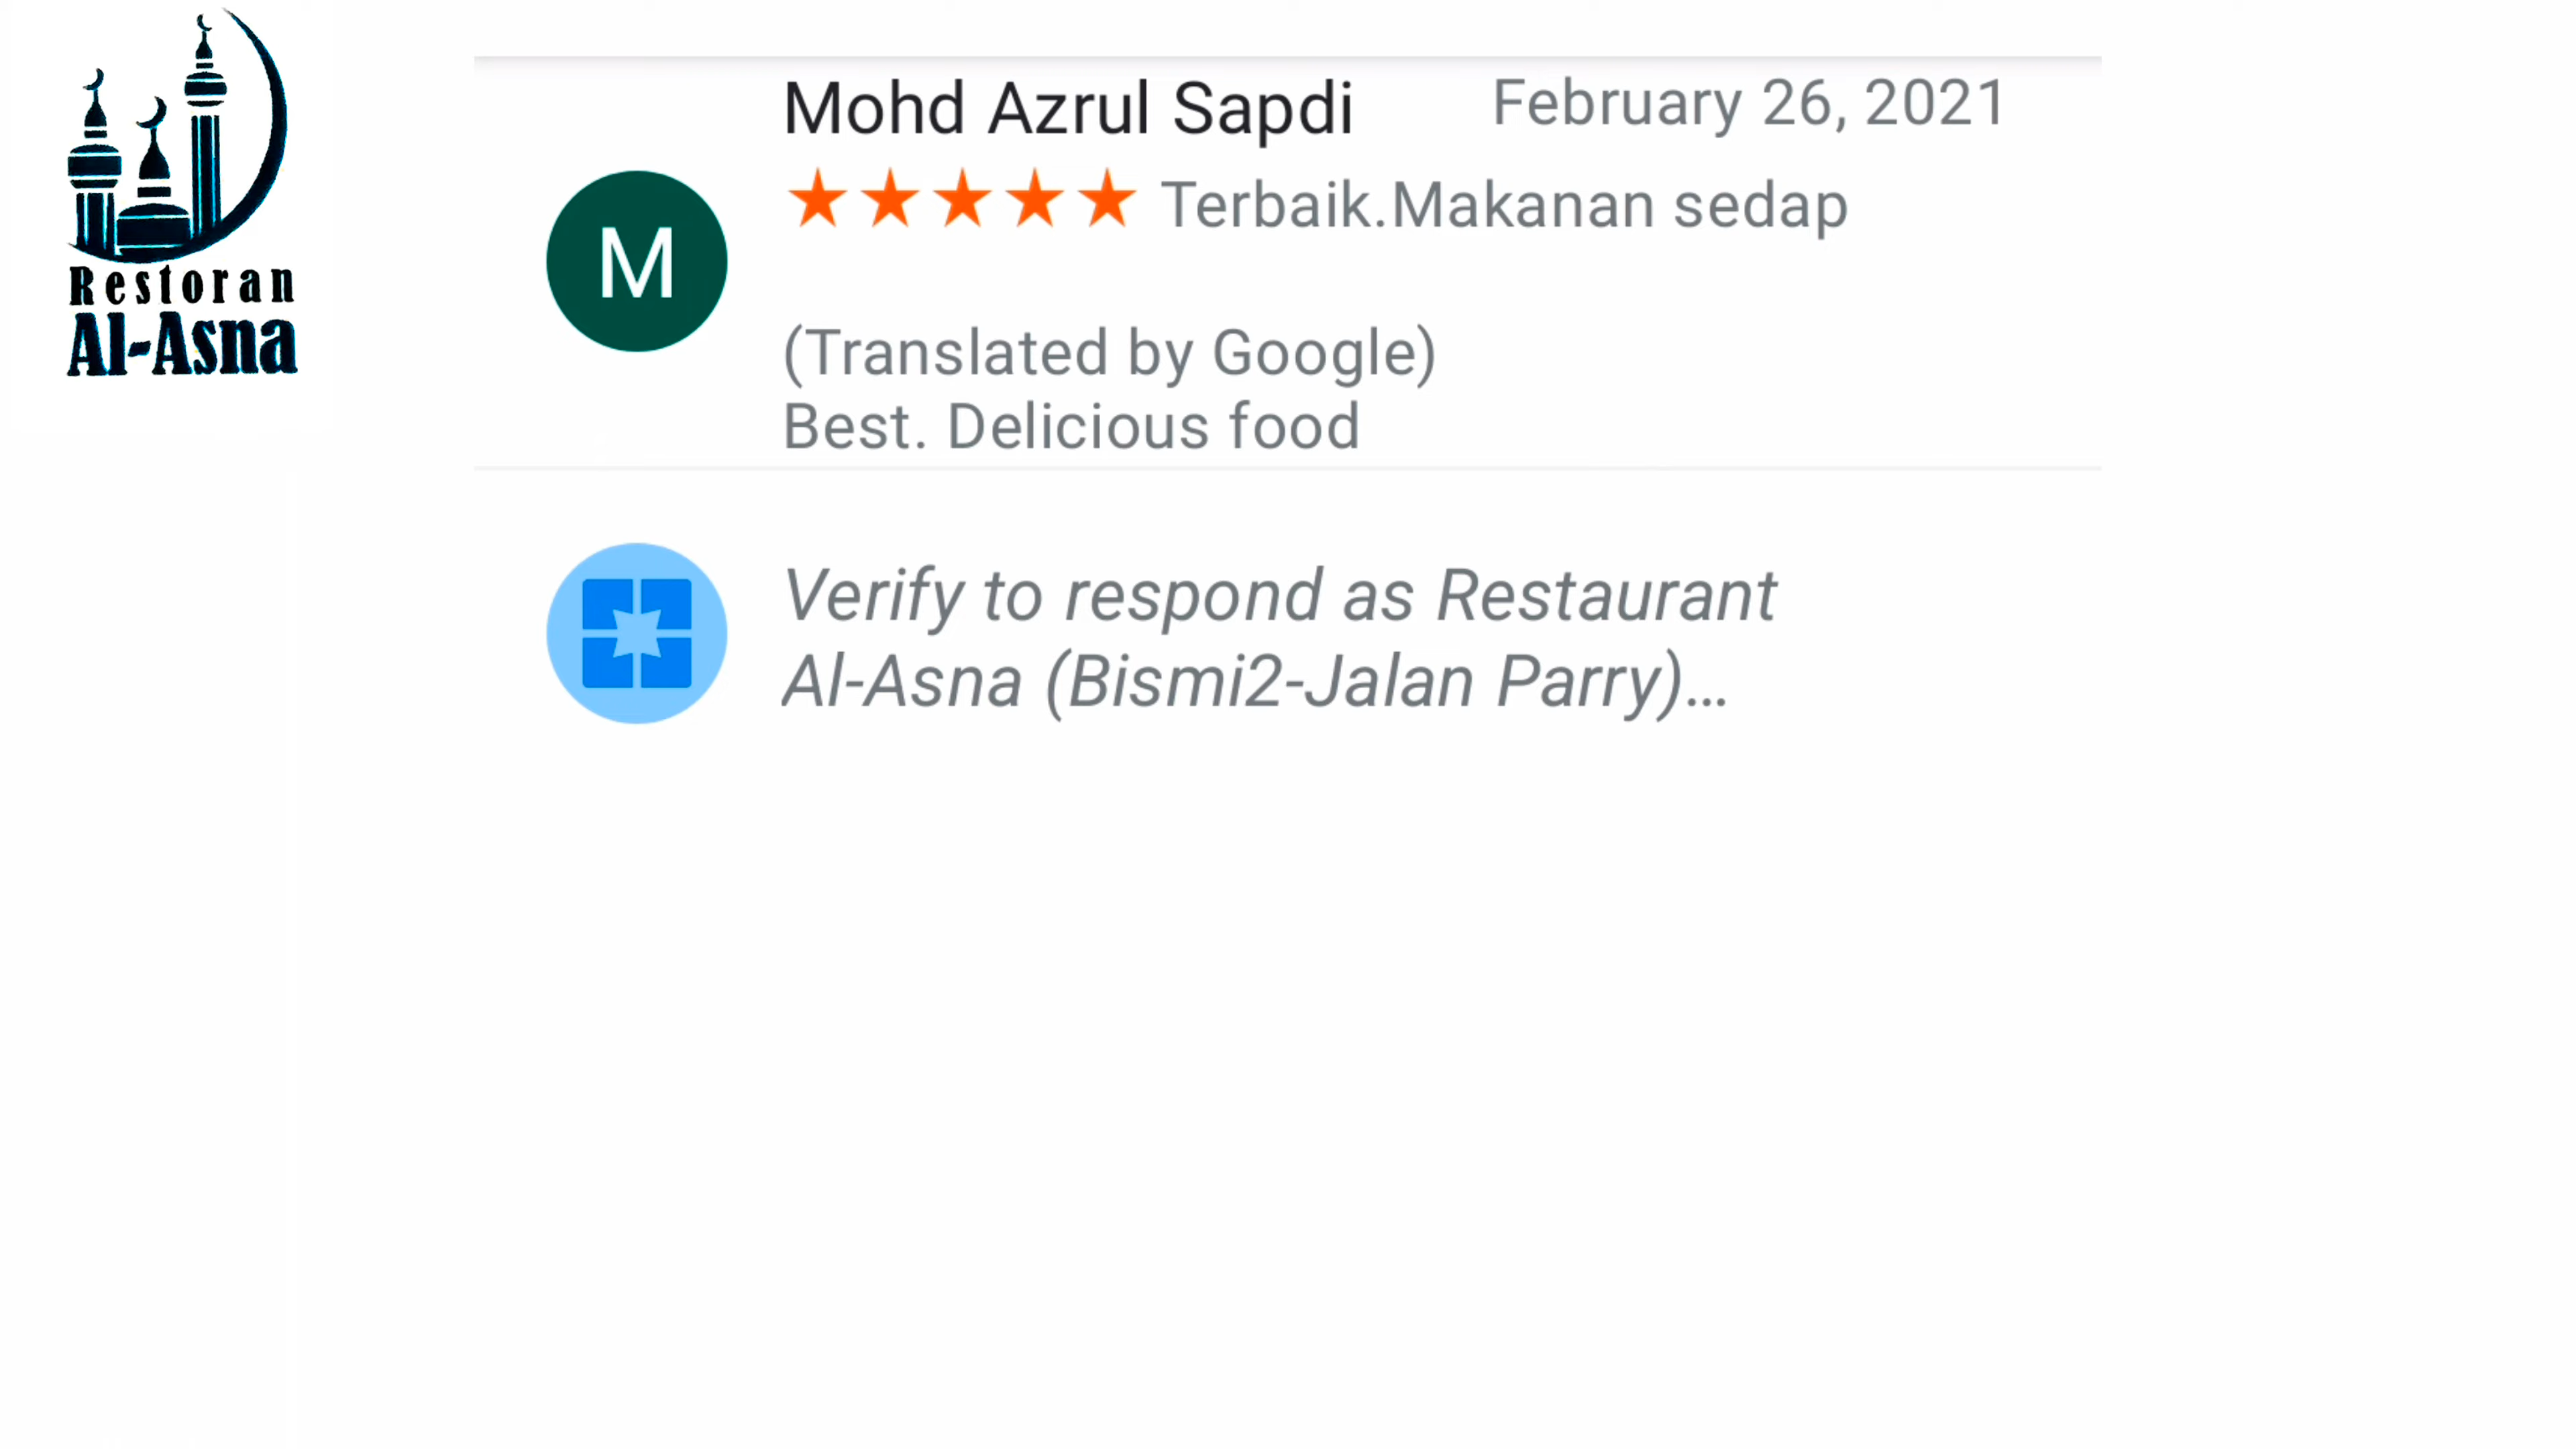 Restoran
Al-Asna
Mohd Azrul Sapdi February 26, 2021
Terbaik.Makanan sedap
M
(Translated by Google)
Best. Delicious food
Verify to respond as Restaurant
Al-Asna (Bismi2-Jalan Parry)...